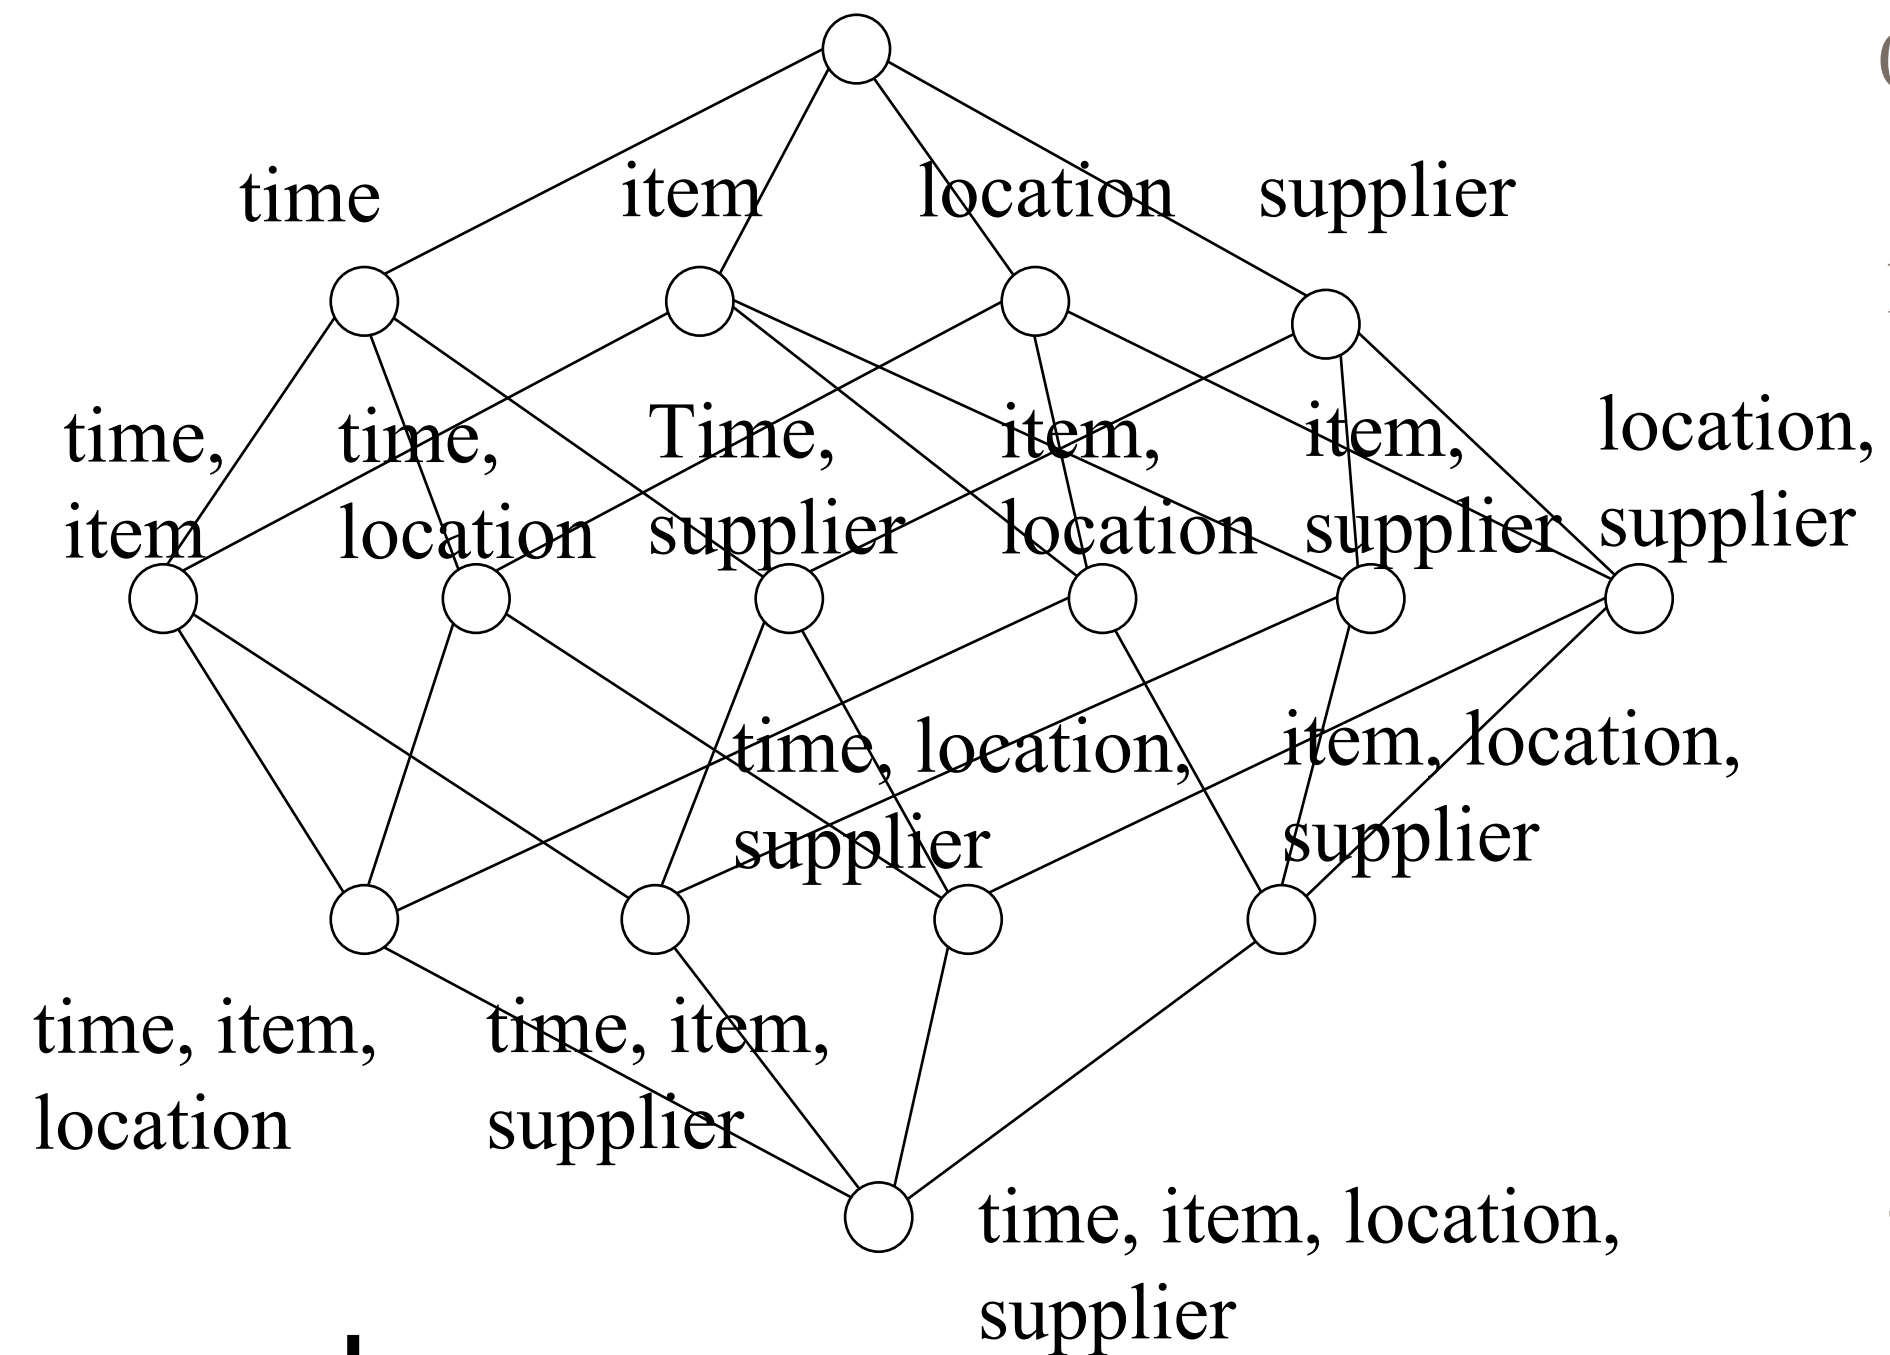 time
item
location
supplier
time,
item
time,
location
Time,
supplier
item,
location
item,
supplier
location,
supplier
time, location,
supplier
item, location,
supplier
time, item,
location
time, item,
supplier
time, item, location,
supplier